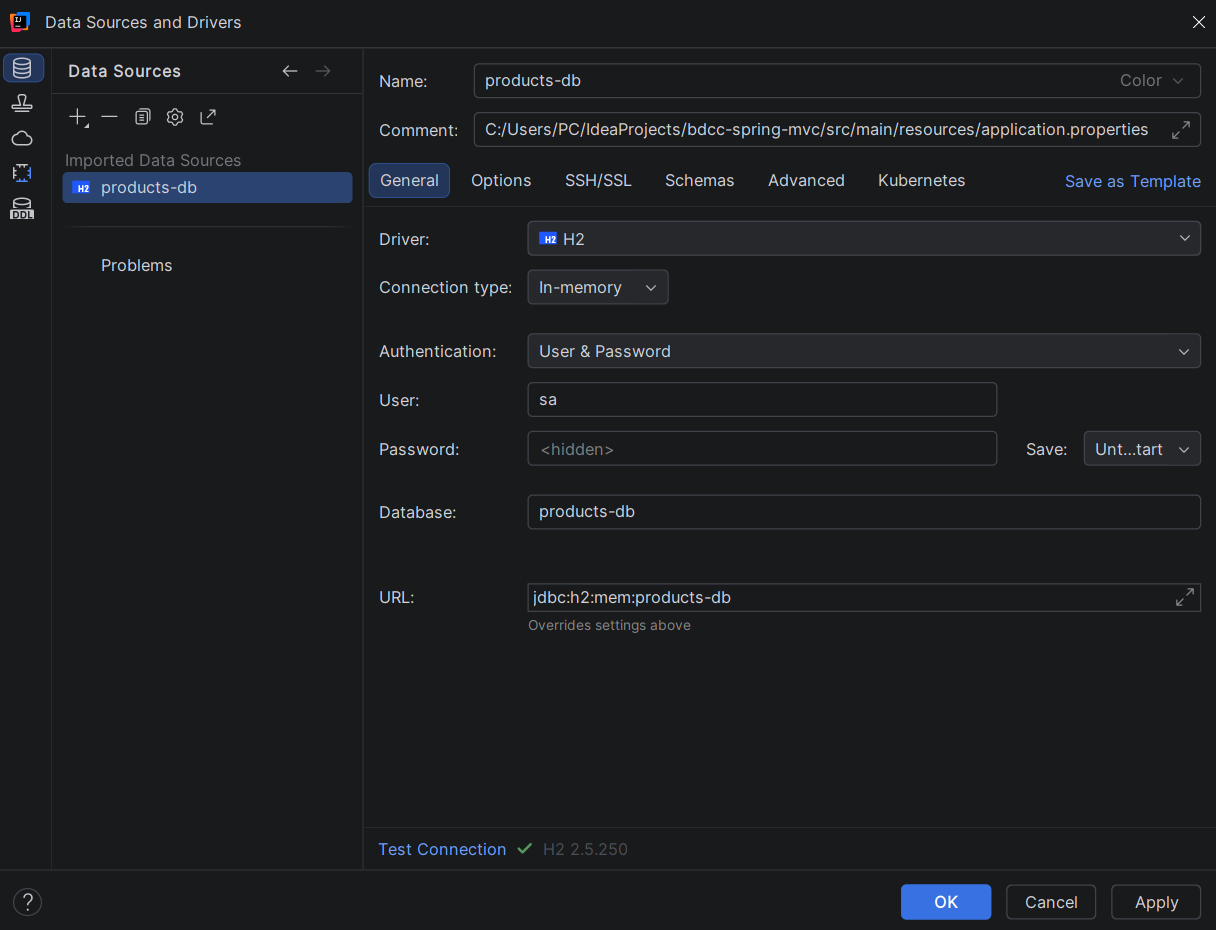 Data Sources and Drivers
Data Sources
Imported Data Sources
H2 products-db
Problems
DDL
Name: products-db Color
Comment: C:/Users/PC/IdeaProjects/bdcc-spring-mvc/src/main/resources/application.properties
General Options SSH/SSL Schemas Advanced Kubernetes Save as Template
Driver: H2 H2
Connection type: In-memory
Authentication: User & Password
User: sa
Password: <hidden> Save: Unt...tart
Database: products-db
URL: jdbc:h2:mem:products-db
Overrides settings above
Test Connection H2 2.5.250
? OK Cancel Apply